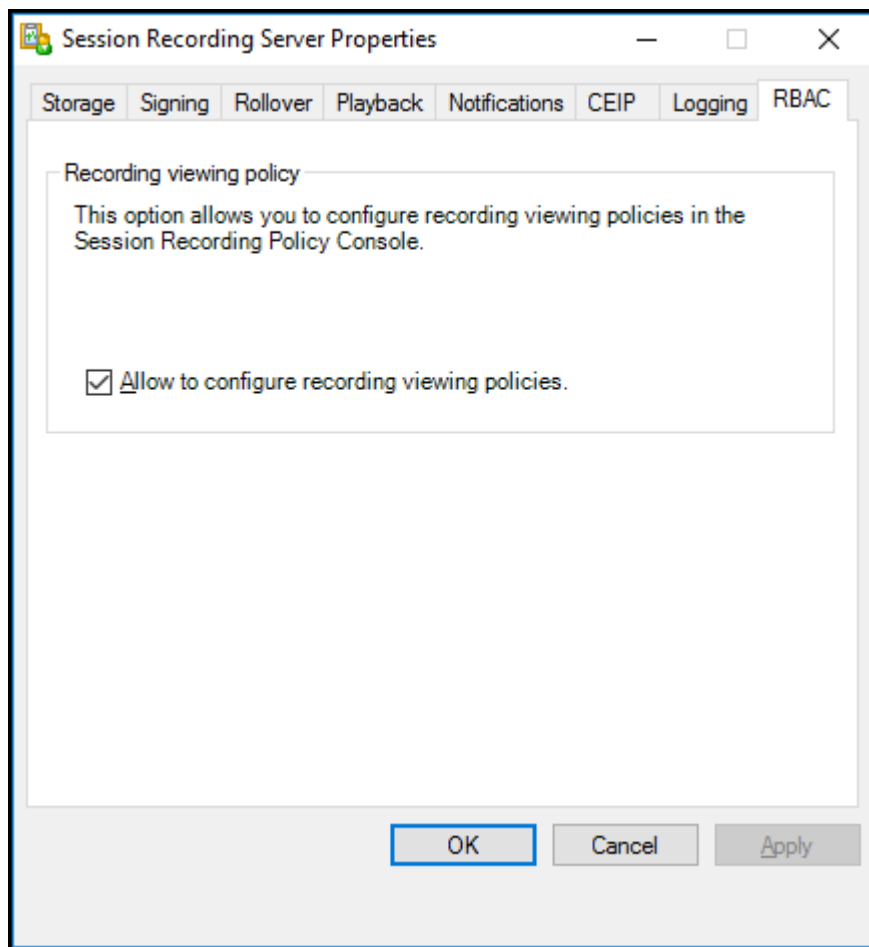 Session Recording Server Properties
Storage Signing Rollover Playback Notifications CEIP Logging RBAC
Recording viewing policy
This option allows you to configure recording viewing policies in the
Session Recording Policy Console.
Allow to configure recording viewing policies.
OK Cancel Apply